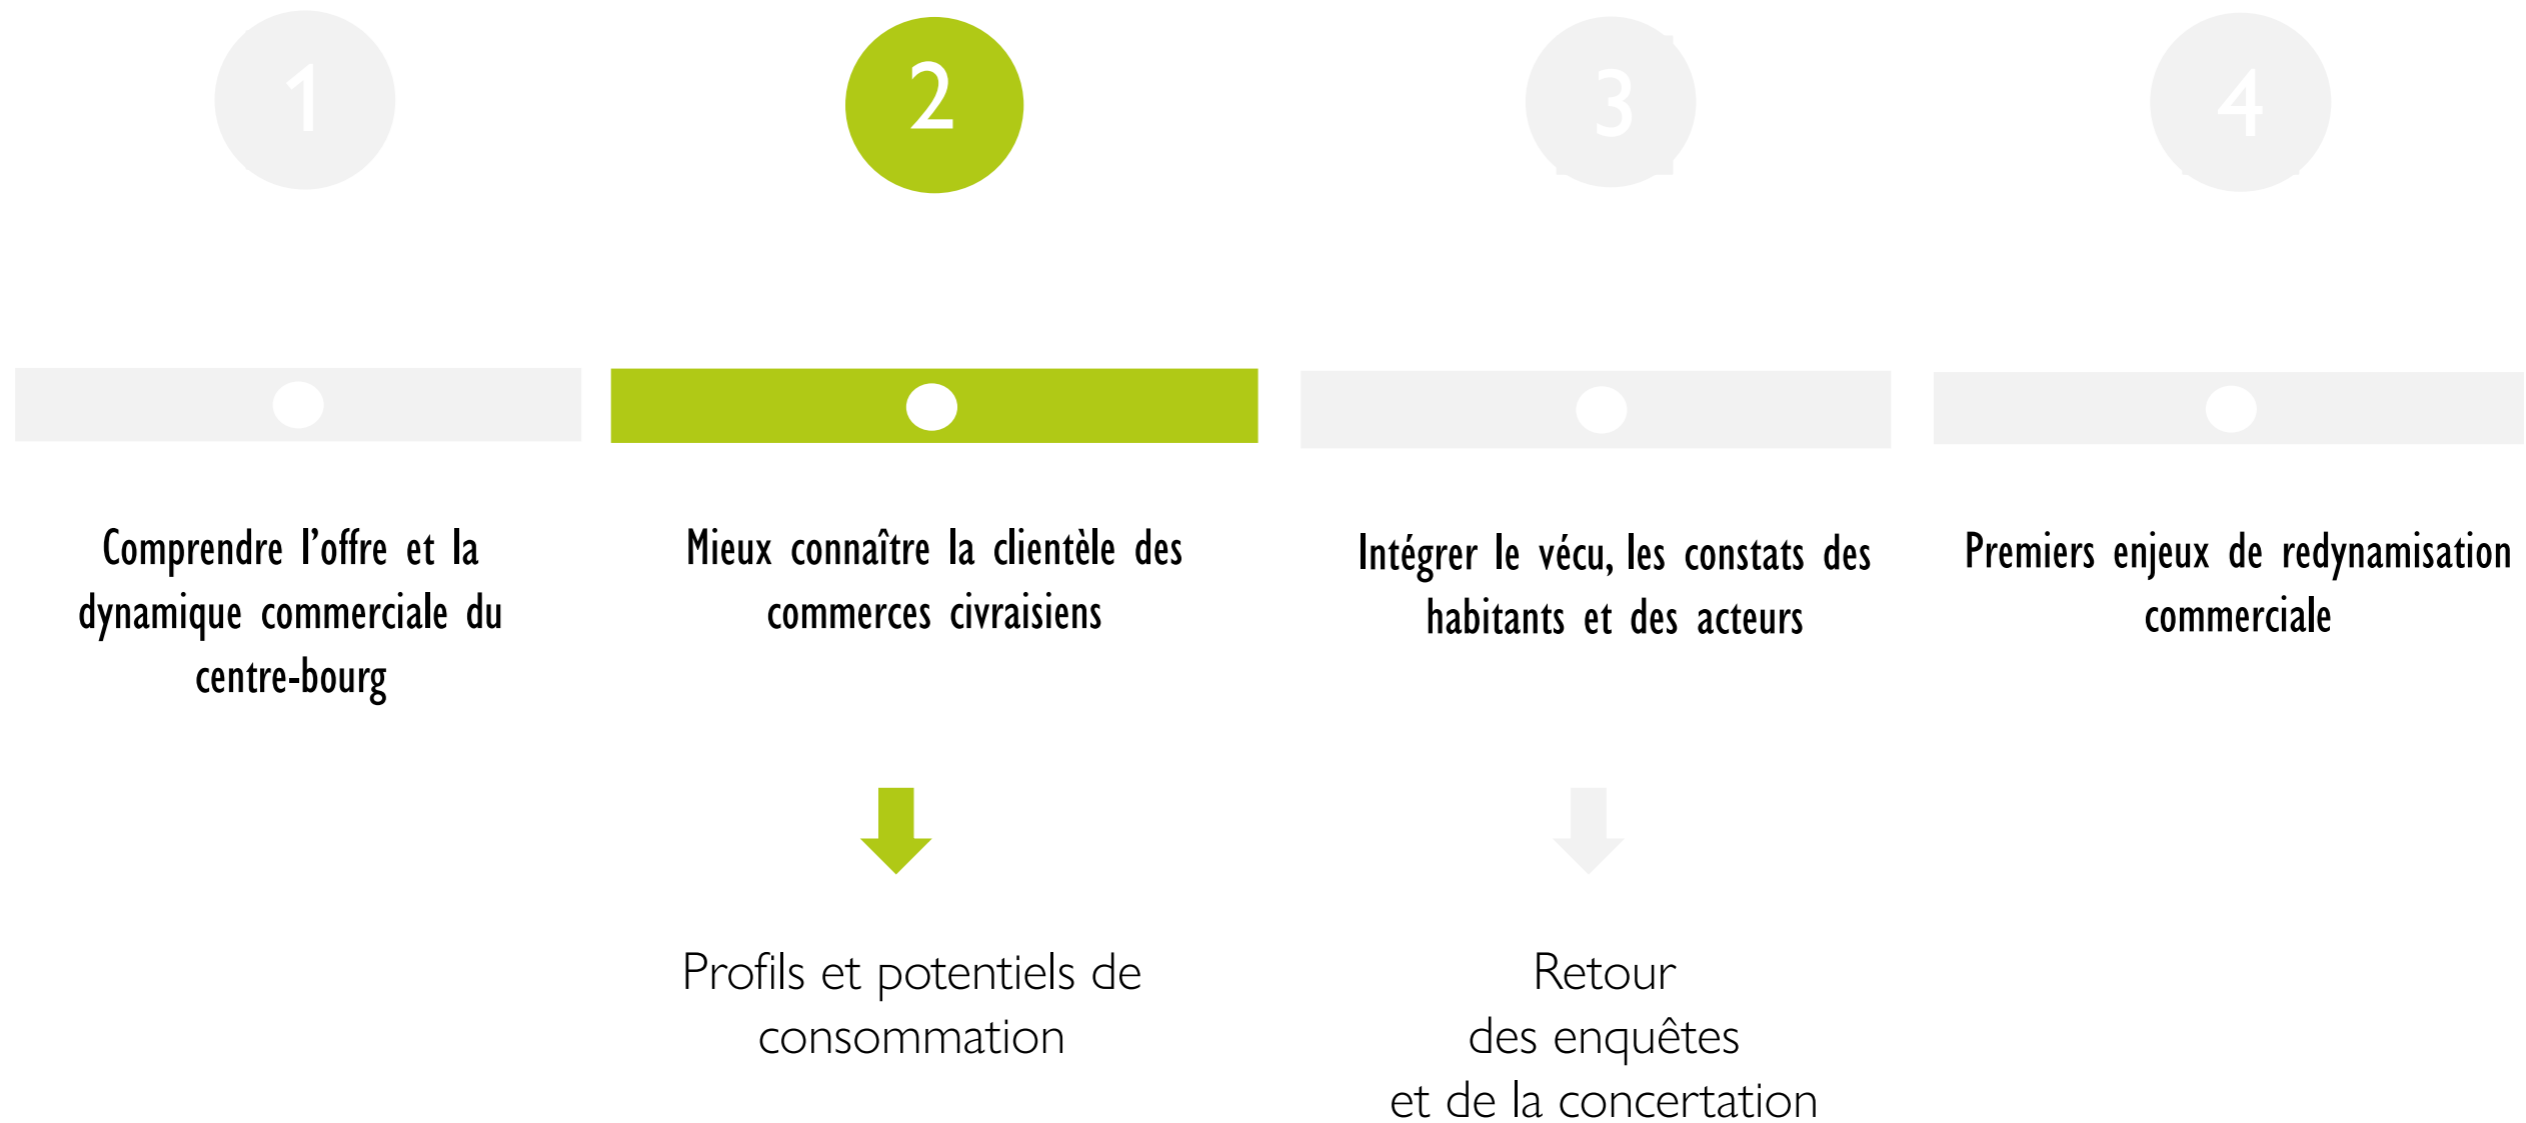 1
2
3
4
Comprendre l’offre et la
dynamique commerciale du
centre-bourg
Mieux connaître la clientèle des
commerces civraisiens
Intégrer le vécu, les constats des
habitants et des acteurs
Premiers enjeux de redynamisation
commerciale
Profils et potentiels de
consommation
Retour
des enquêtes
et de la concertation